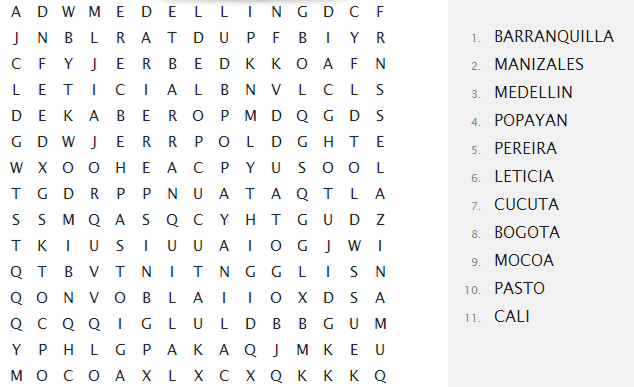 A D W M E D E L L I N G D C F
J N B L R A T D U P F B I Y R
C F Y J E R B E D K K O A F N
L E T I C I A L B N V L C L S
D E K A B E R O P M D Q G D S
G D W J E R R P O L D G H T E
W X O O H E A C P Y U S O O L
T G D R P P N U A T A Q T L A
S S M Q A S Q C Y H T G U D Z
T K I U S I U U A I O G J W I
Q T B V T N I T N G G L I S N
Q O N V O B L A I I O X D S A
Q C Q Q I G L U L D B B G U M
Y P H L G P A K A Q J M K E U
M O C O A X L X C X Q K K K Q
1. BARRANQUILLA
2. MANIZALES
3. MEDELLIN
4. POPAYAN
5. PEREIRA
6. LETICIA
7. CUCUTA
8. BOGOTA
9. MOCOA
10. PASTO
11. CALI